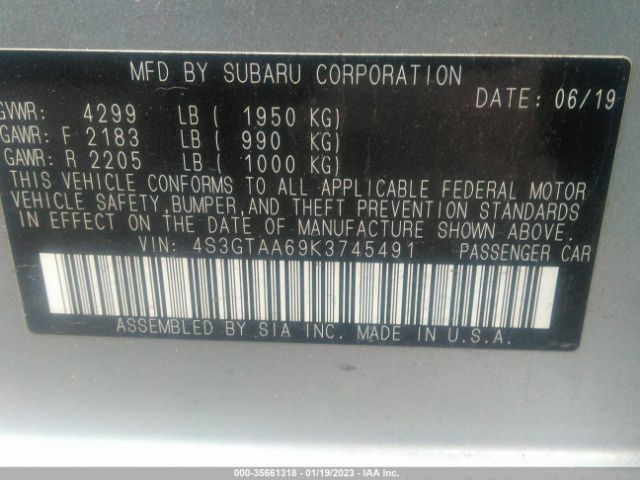 MFD BY SUBARU CORPORATION
DATE: 06/19
GVWR: 4299 LB ( 1950 KG)
GAWR: F 2183 LB ( 990 KG)
GAWR: R 2205 LB ( 1000 KG)
THIS VEHICLE CONFORMS TO ALL APPLICABLE FEDERAL MOTOR
VEHICLE SAFETY, BUMPER, AND THEFT PREVENTION STANDARDS
IN EFFECT ON THE DATE OF MANUFACTURE SHOWN ABOVE.
VIN: 4S3GTAA69K3745491 PASSENGER CAR
ASSEMBLED BY SIA INC. MADE IN U.S.A.
000-35661318 - 01/19/2023 - IAA Inc.